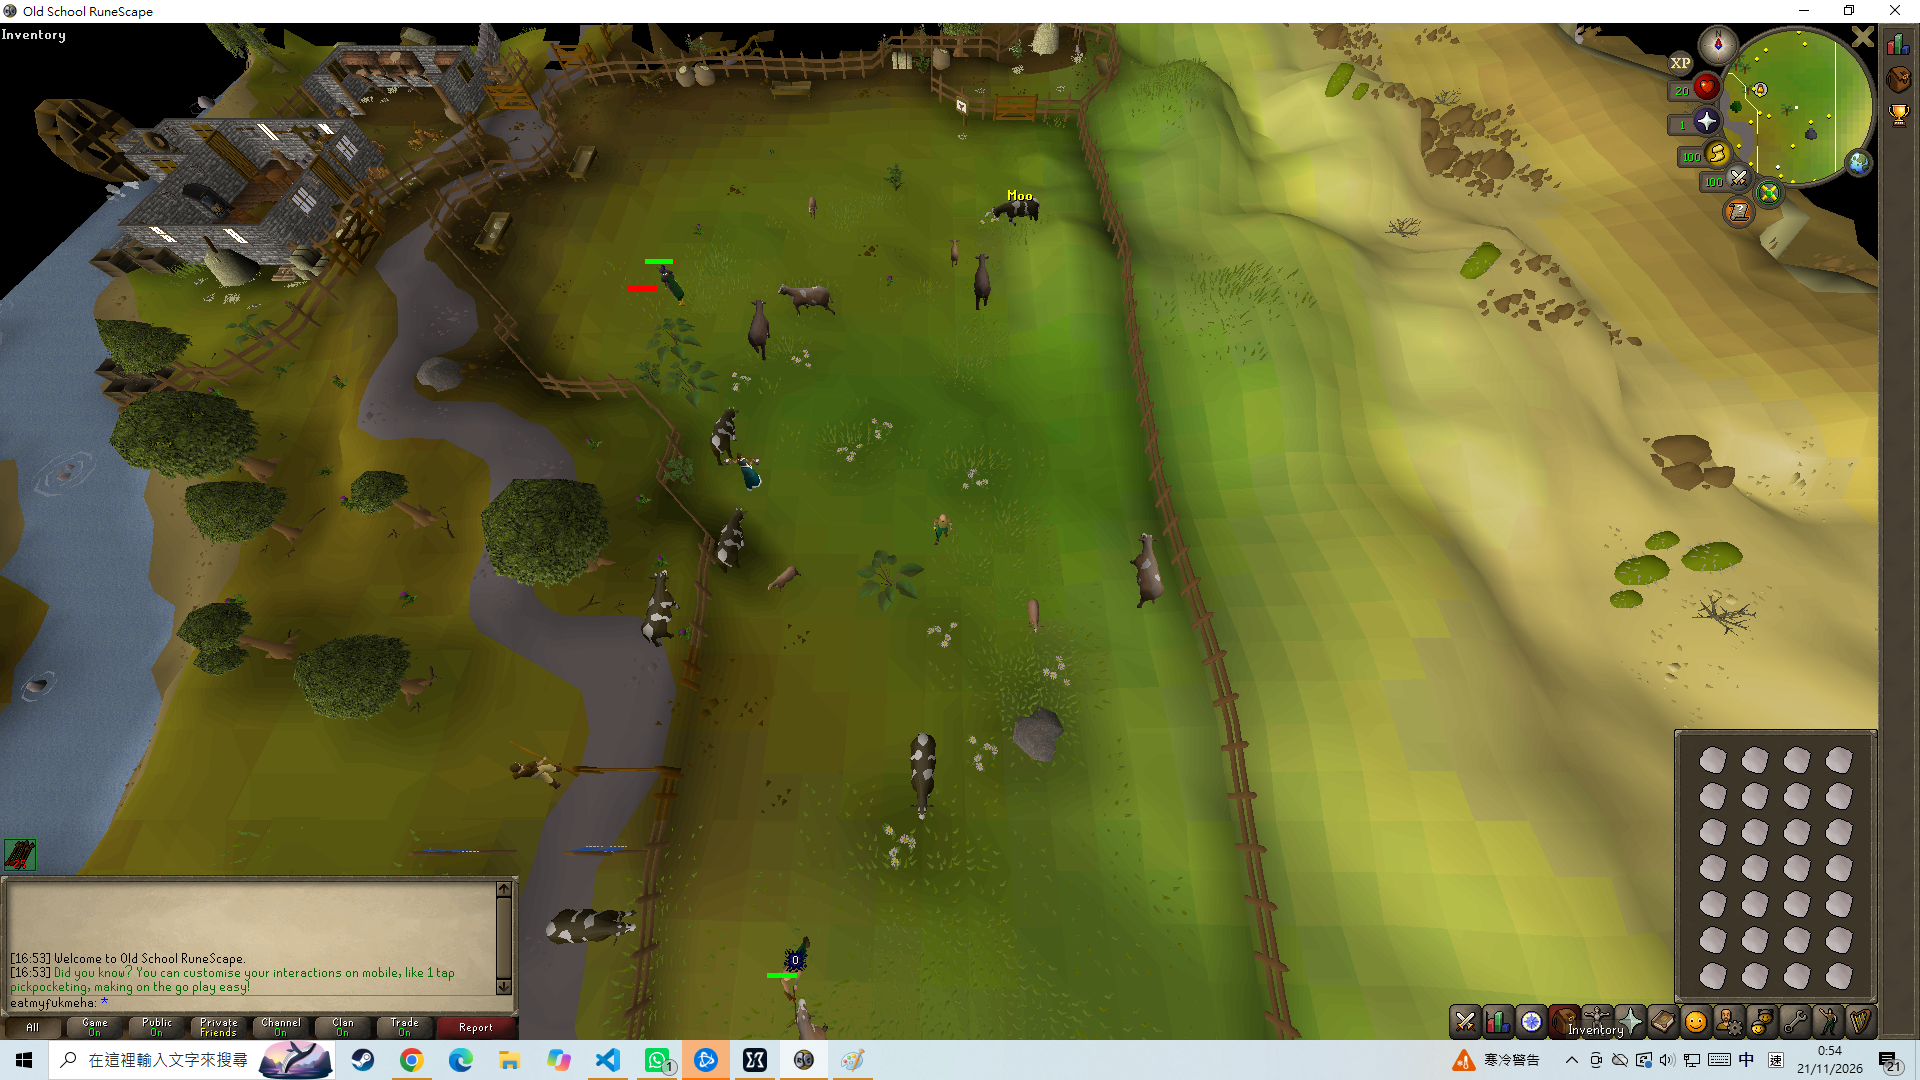 Old School RuneScape
Inventory
Moo
N
XP
20
1
100
100
0
25
[16:53] Welcome to Old School RuneScape.
[16:53] Did you know? You can customise your interactions on mobile, like 1 tap
pickpocketing, making on the go play easy!
eatmyfukmeha: *
All
Game
On
Public
On
Private
Friends
Channel
On
Clan
On
Trade
On
Report
Inventory
在這裡輸入文字來搜尋
1
寒冷警告
中
速
0:54
21/11/2026
21